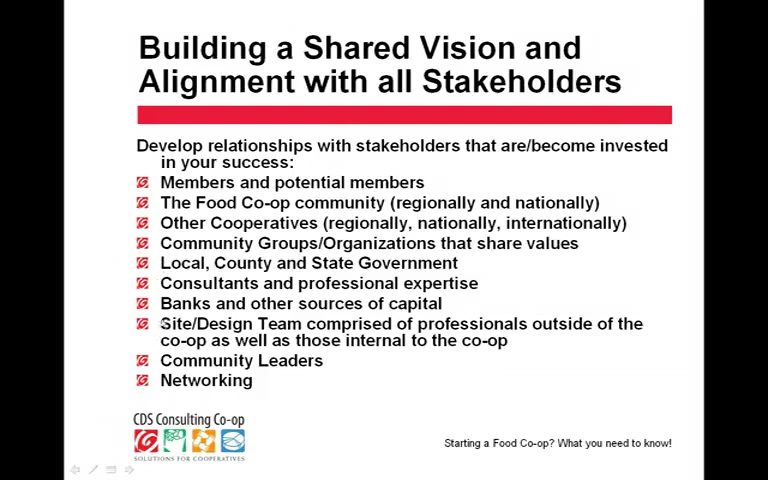 Building a Shared Vision and
Alignment with all Stakeholders
Develop relationships with stakeholders that are/become invested
in your success:
Members and potential members
The Food Co-op community (regionally and nationally)
Other Cooperatives (regionally, nationally, internationally)
Community Groups/Organizations that share values
Local, County and State Government
Consultants and professional expertise
Banks and other sources of capital
Site/Design Team comprised of professionals outside of the
co-op as well as those internal to the co-op
Community Leaders
Networking
CDS Consulting Co-op
SOLUTIONS FOR COOPERATIVES
Starting a Food Co-op? What you need to know!